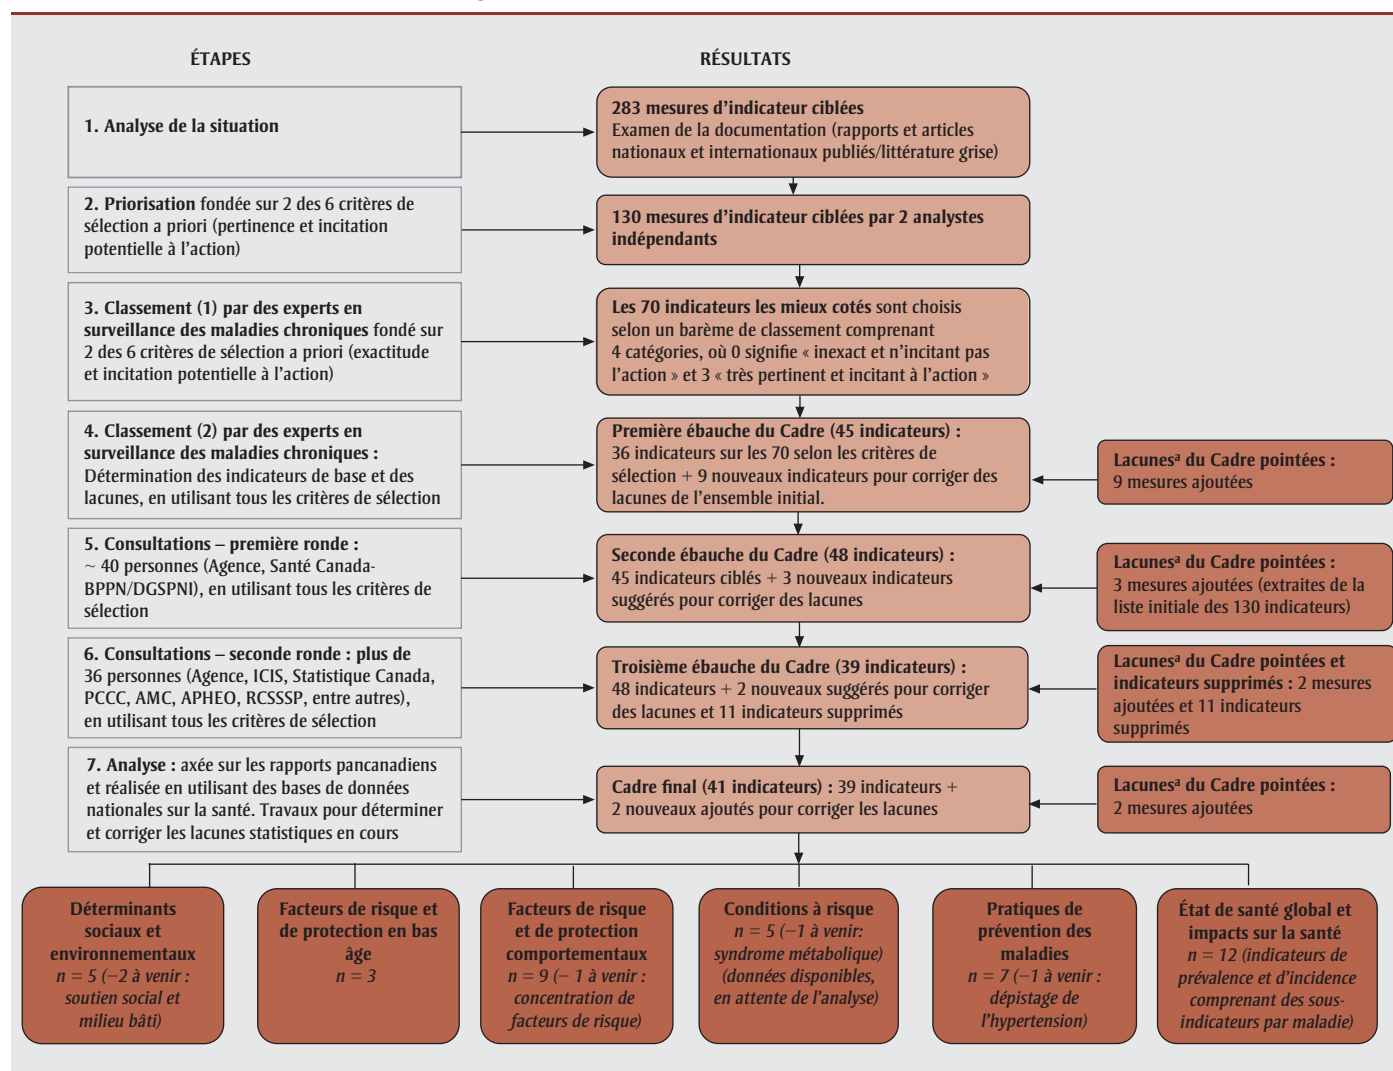 ÉTAPES
RÉSULTATS
1. Analyse de la situation
283 mesures d'indicateur ciblées
Examen de la documentation (rapports et articles
nationaux et internationaux publiés/littérature grise)
2. Priorisation fondée sur 2 des 6 critères de
sélection a priori (pertinence et incitation
potentielle à l'action)
130 mesures d'indicateur ciblées par 2 analystes
indépendants
3. Classement (1) par des experts en
surveillance des maladies chroniques fondé sur
2 des 6 critères de sélection a priori (exactitude
et incitation potentielle à l'action)
Les 70 indicateurs les mieux cotés sont choisis
selon un barème de classement comprenant
4 catégories, où 0 signifie « inexact et n'incitant pas
l'action » et 3 « très pertinent et incitant à l'action »
4. Classement (2) par des experts en
surveillance des maladies chroniques :
Détermination des indicateurs de base et des
lacunes, en utilisant tous les critères de sélection
Première ébauche du Cadre (45 indicateurs) :
36 indicateurs sur les 70 selon les critères de
sélection + 9 nouveaux indicateurs pour corriger des
lacunes de l'ensemble initial.
Lacunesᵃ du Cadre pointées :
9 mesures ajoutées
5. Consultations – première ronde :
~ 40 personnes (Agence, Santé Canada-
BPPN/DGSPNI), en utilisant tous les critères de
sélection
Seconde ébauche du Cadre (48 indicateurs) :
45 indicateurs ciblés + 3 nouveaux indicateurs
suggérés pour corriger des lacunes
Lacunesᵃ du Cadre pointées :
3 mesures ajoutées (extraites de la
liste initiale des 130 indicateurs)
6. Consultations – seconde ronde : plus de
36 personnes (Agence, ICIS, Statistique Canada,
PCCC, AMC, APHEO, RCSSSP, entre autres),
en utilisant tous les critères de sélection
Troisième ébauche du Cadre (39 indicateurs) :
48 indicateurs + 2 nouveaux suggérés pour corriger
des lacunes et 11 indicateurs supprimés
Lacunesᵃ du Cadre pointées et
indicateurs supprimés : 2 mesures
ajoutées et 11 indicateurs
supprimés
7. Analyse : axée sur les rapports pancanadiens
et réalisée en utilisant des bases de données
nationales sur la santé. Travaux pour déterminer
et corriger les lacunes statistiques en cours
Cadre final (41 indicateurs) : 39 indicateurs +
2 nouveaux ajoutés pour corriger les lacunes
Lacunesᵃ du Cadre pointées :
2 mesures ajoutées
Déterminants
sociaux et
environnementaux
n = 5 (−2 à venir :
soutien social et
milieu bâti)
Facteurs de risque et
de protection en bas
âge
n = 3
Facteurs de risque
et de protection
comportementaux
n = 9 (− 1 à venir :
concentration de
facteurs de risque)
Conditions à risque
n = 5 (−1 à venir:
syndrome métabolique)
(données disponibles,
en attente de l'analyse)
Pratiques de
prévention des
maladies
n = 7 (−1 à venir :
dépistage de
l'hypertension)
État de santé global et
impacts sur la santé
n = 12 (indicateurs de
prévalence et d'incidence
comprenant des sous-
indicateurs par maladie)